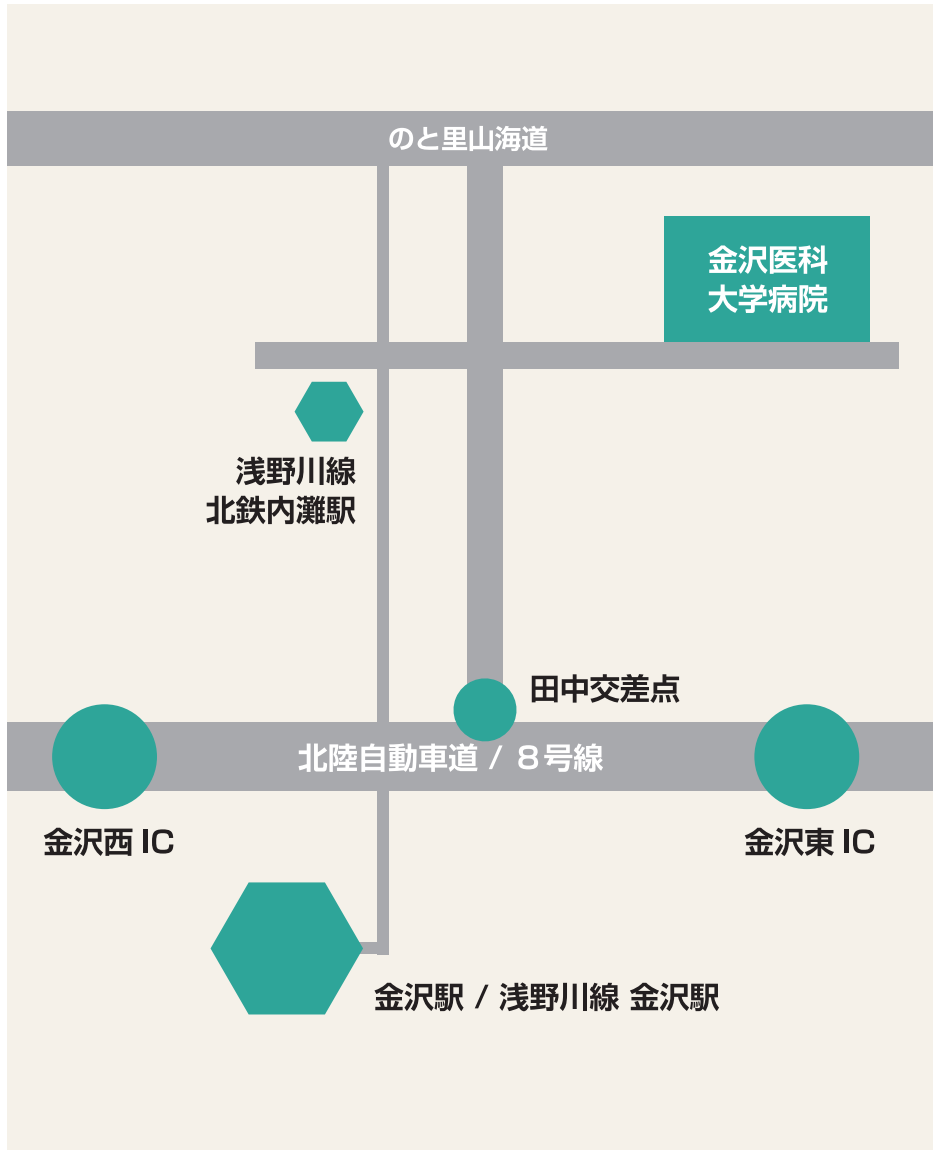 のと里山海道
金沢医科
大学病院
浅野川線
北鉄内灘駅
田中交差点
北陸自動車道 / 8号線
金沢西 IC
金沢東 IC
金沢駅 / 浅野川線 金沢駅